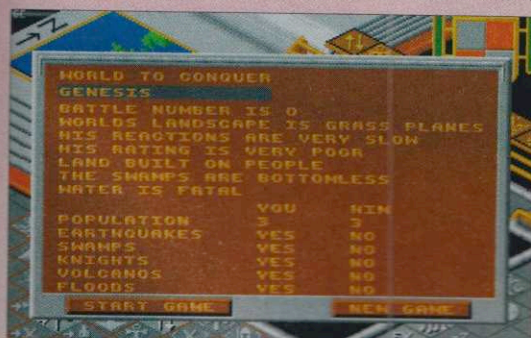 WORLD TO CONQUER
GENESIS
BATTLE NUMBER IS 0
WORLDS LANDSCAPE IS GRASS PLANES
HIS REACTIONS ARE VERY SLOW
HIS RATING IS VERY POOR
LAND BUILT ON PEOPLE
THE SWAMPS ARE BOTTOMLESS
WATER IS FATAL
YOU HIM
POPULATION 3 3
EARTHQUAKES YES NO
SWAMPS YES NO
KNIGHTS YES NO
VOLCANOS YES NO
FLOODS YES NO
START GAME NEW GAME